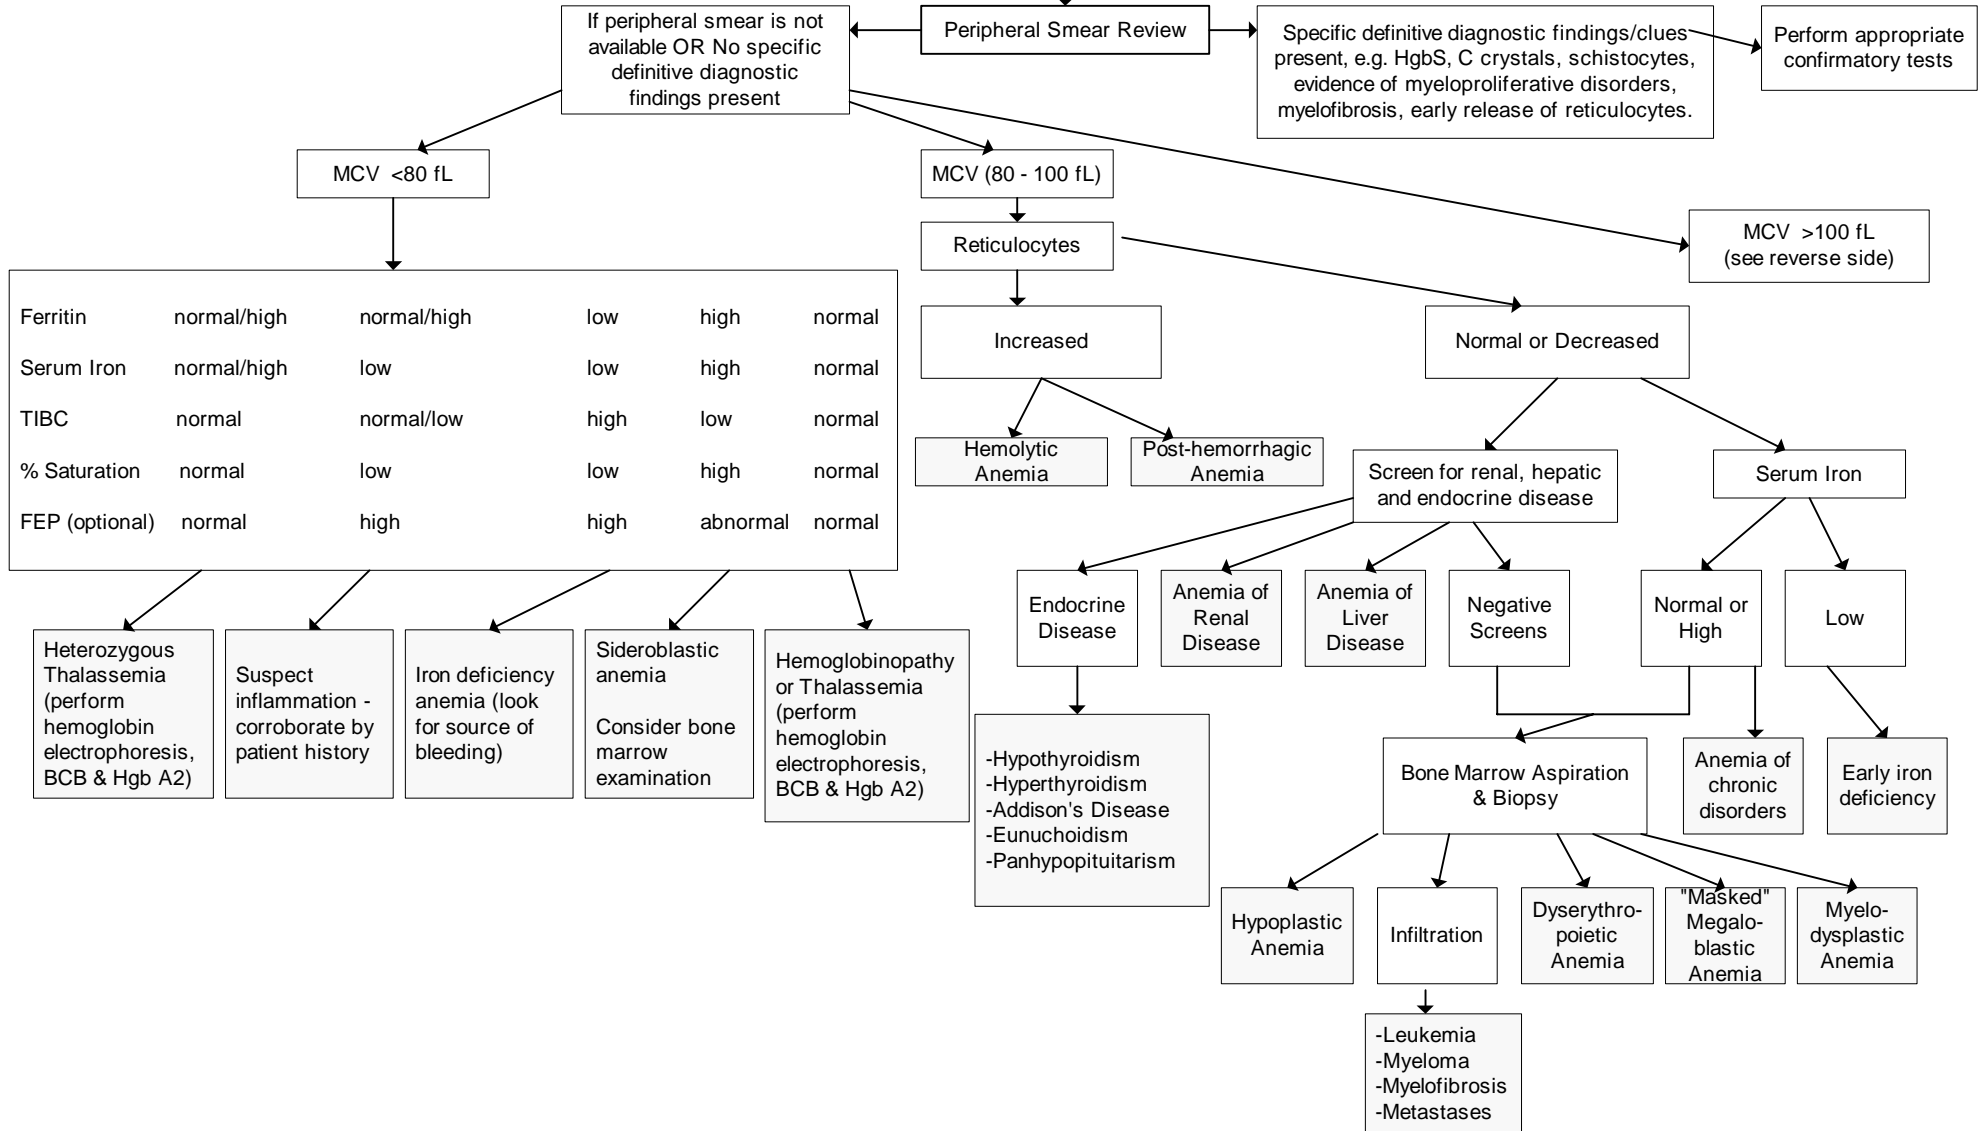 If peripheral smear is not
available OR No specific
definitive diagnostic
findings present
Peripheral Smear Review
Specific definitive diagnostic findings/clues
present, e.g. HgbS, C crystals, schistocytes,
evidence of myeloproliferative disorders,
myelofibrosis, early release of reticulocytes.
Perform appropriate
confirmatory tests
MCV <80 fL
MCV (80 - 100 fL)
MCV >100 fL
(see reverse side)
Reticulocytes
Ferritin normal/high normal/high low high normal
Serum Iron normal/high low low high normal
TIBC normal normal/low high low normal
% Saturation normal low low high normal
FEP (optional) normal high high abnormal normal
Increased
Normal or Decreased
Hemolytic
Anemia
Post-hemorrhagic
Anemia
Screen for renal, hepatic
and endocrine disease
Serum Iron
Heterozygous
Thalassemia
(perform
hemoglobin
electrophoresis,
BCB & Hgb A2)
Suspect
inflammation -
corroborate by
patient history
Iron deficiency
anemia (look
for source of
bleeding)
Sideroblastic
anemia
Consider bone
marrow
examination
Hemoglobinopathy
or Thalassemia
(perform
hemoglobin
electrophoresis,
BCB & Hgb A2)
Endocrine
Disease
Anemia of
Renal
Disease
Anemia of
Liver
Disease
Negative
Screens
Normal or
High
Low
-Hypothyroidism
-Hyperthyroidism
-Addison's Disease
-Eunuchoidism
-Panhypopituitarism
Bone Marrow Aspiration
& Biopsy
Anemia of
chronic
disorders
Early iron
deficiency
Hypoplastic
Anemia
Infiltration
Dyserythro-
poietic
Anemia
"Masked"
Megalo-
blastic
Anemia
Myelo-
dysplastic
Anemia
-Leukemia
-Myeloma
-Myelofibrosis
-Metastases